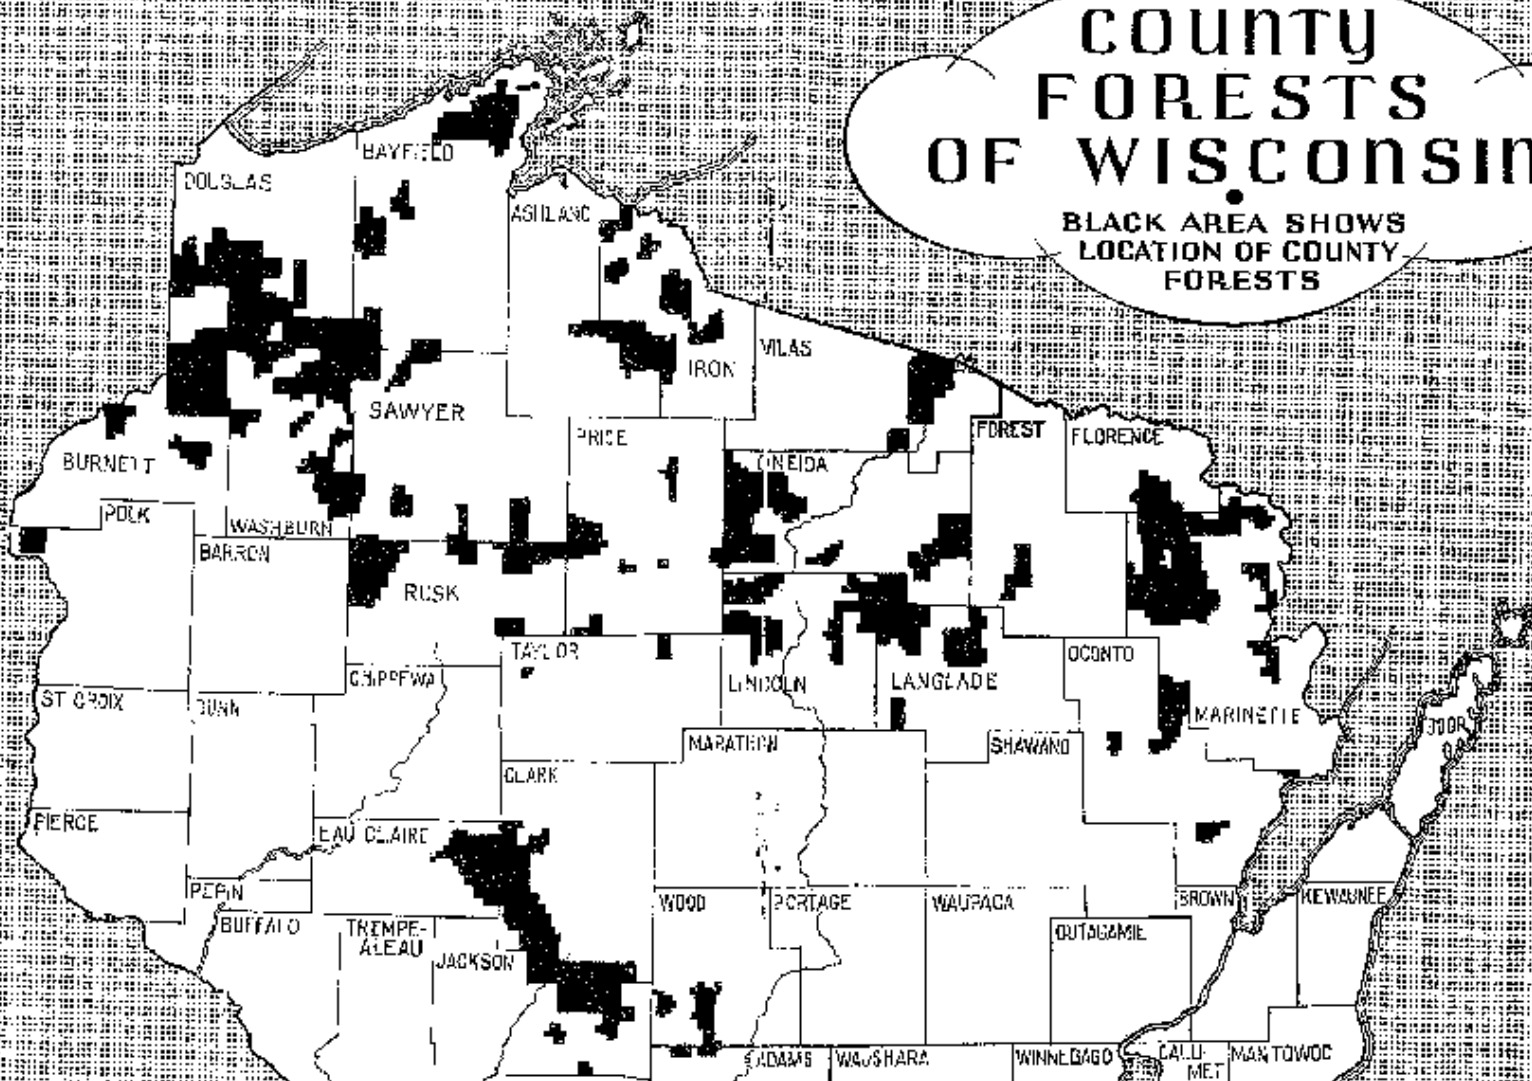 COUNTY
FORESTS
OF WISCONSIN
BLACK AREA SHOWS
LOCATION OF COUNTY
FORESTS
BAYFIELD
DOUGLAS
ASHLAND
VILAS
IRON
SAWYER
PRICE
FOREST
FLORENCE
BURNETT
ONEIDA
POLK
WASHBURN
BARRON
RUSK
TAYLOR
OCONTO
CHIPPEWA
LINCOLN
LANGLADE
ST CROIX
DUNN
MARINETTE
DOOR
MARATHON
SHAWANO
CLARK
PIERCE
EAU CLAIRE
PEPIN
WOOD
PORTAGE
WAUPACA
BROWN
KEWAUNEE
BUFFALO
TREMPE-
ALEAU
OUTAGAMIE
JACKSON
ADAMS
WAUSHARA
WINNEBAGO
CALU-
MET
MANITOWOC